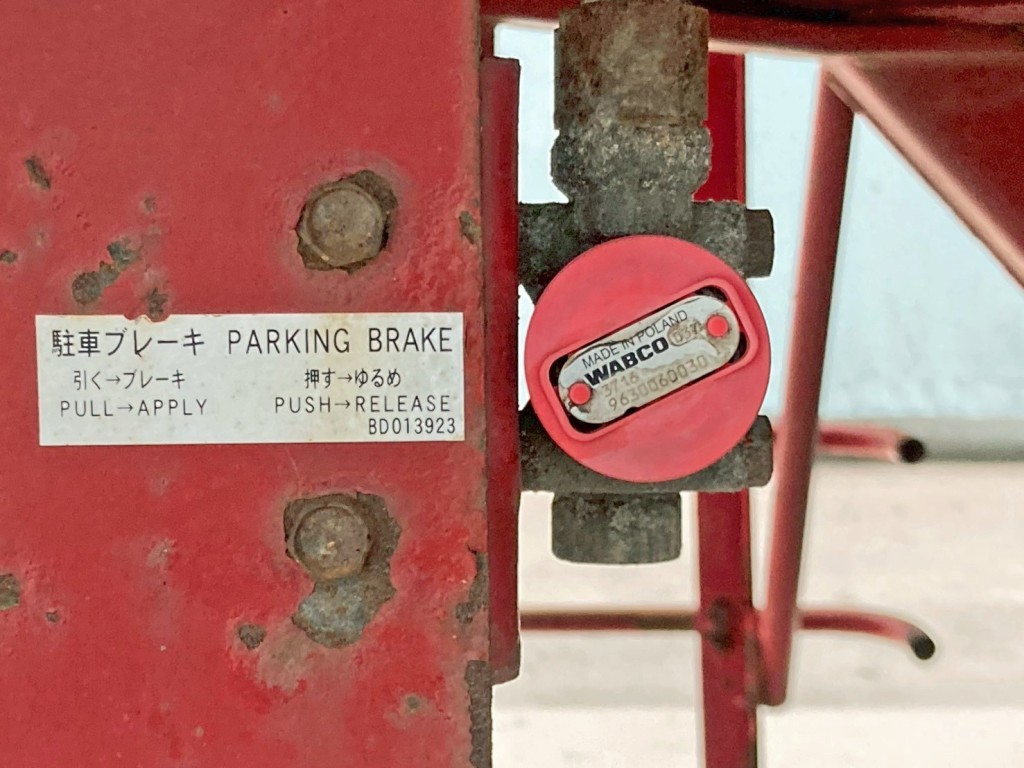 駐車ブレーキ PARKING BRAKE
引く→ブレーキ 押す→ゆるめ
PULL→APPLY PUSH→RELEASE
BD013923
MADE IN POLAND
WABCO
3716
9630060030